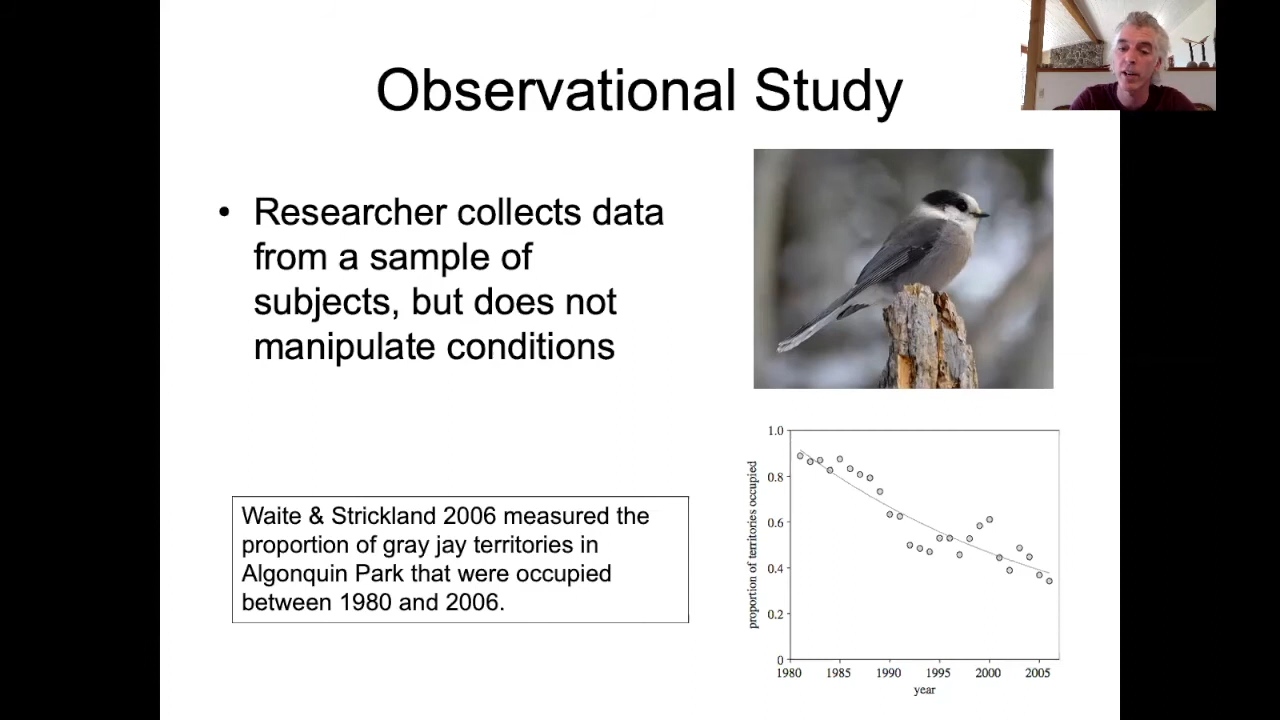 Observational Study
• Researcher collects data
from a sample of
subjects, but does not
manipulate conditions
Waite & Strickland 2006 measured the
proportion of gray jay territories in
Algonquin Park that were occupied
between 1980 and 2006.
proportion of territories occupied
1.0
0.8
0.6
0.4
0.2
0
1980 1985 1990 1995 2000 2005
year